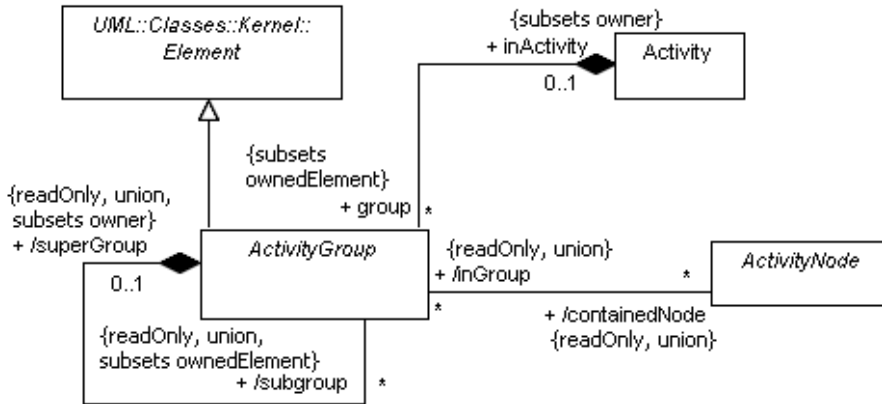 UML::Classes::Kernel::
Element
{subsets owner}
+ inActivity
0..1
Activity
{subsets
ownedElement}
+ group
*
{readOnly, union,
subsets owner}
+ /superGroup
0..1
ActivityGroup
{readOnly, union}
+ /inGroup
*
*
ActivityNode
+ /containedNode
{readOnly, union}
{readOnly, union,
subsets ownedElement}
+ /subgroup
*